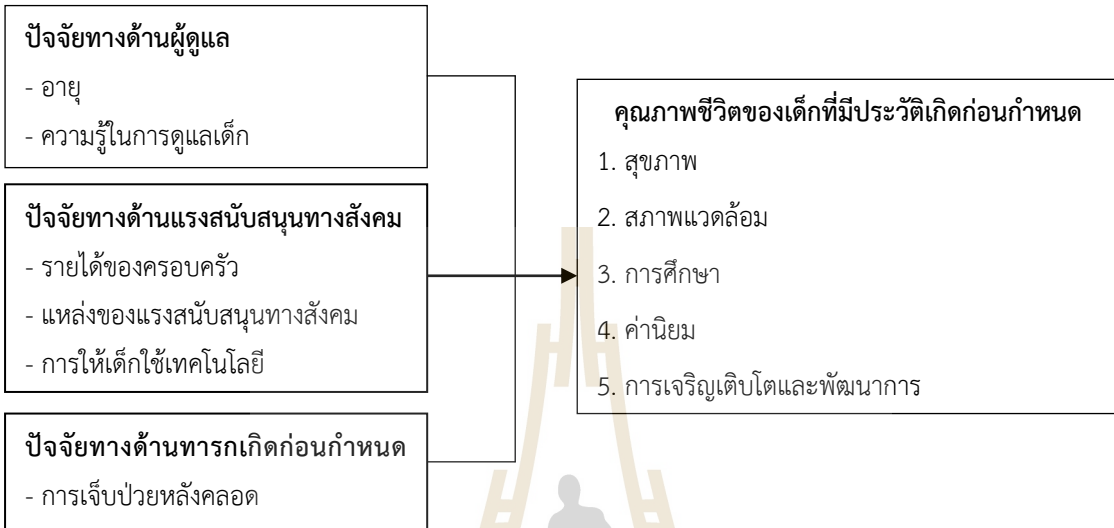 ปัจจัยทางด้านผู้ดูแล
- อายุ
- ความรู้ในการดูแลเด็ก
ปัจจัยทางด้านแรงสนับสนุนทางสังคม
- รายได้ของครอบครัว
- แหล่งของแรงสนับสนุนทางสังคม
- การให้เด็กใช้เทคโนโลยี
ปัจจัยทางด้านทารกเกิดก่อนกำหนด
- การเจ็บป่วยหลังคลอด
คุณภาพชีวิตของเด็กที่มีประวัติเกิดก่อนกำหนด
1. สุขภาพ
2. สภาพแวดล้อม
3. การศึกษา
4. ค่านิยม
5. การเจริญเติบโตและพัฒนาการ